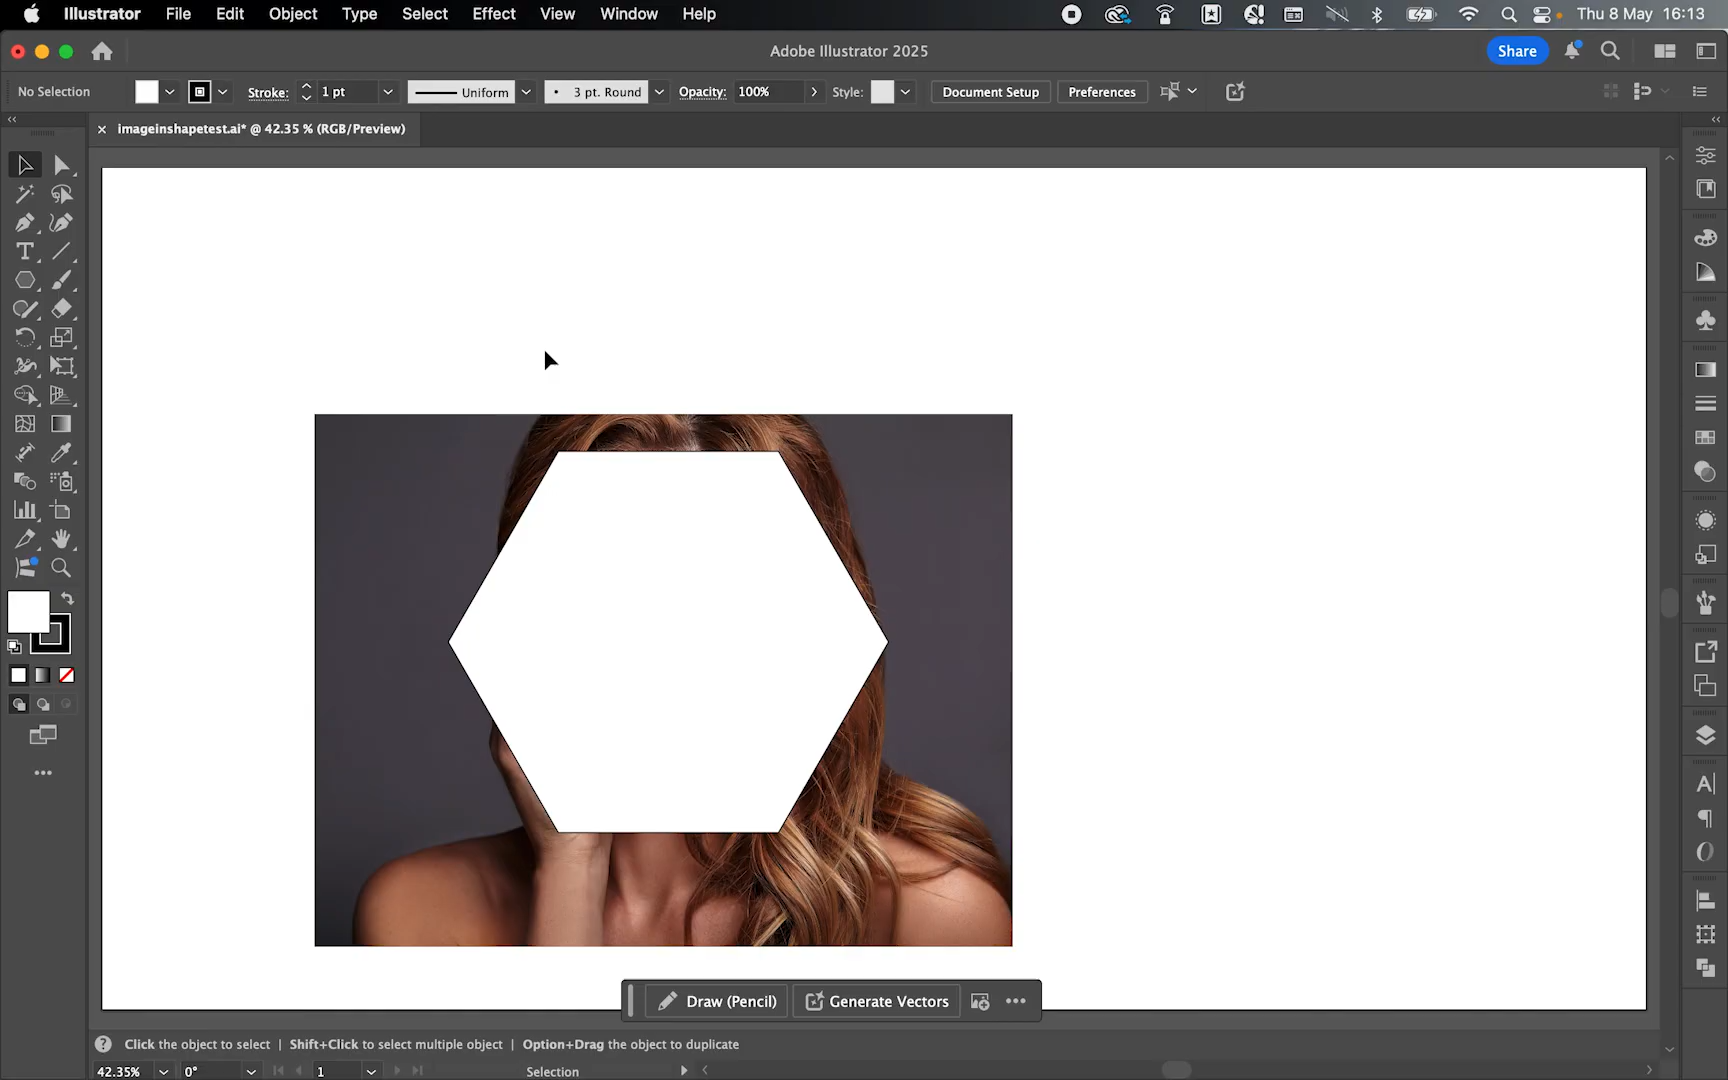 Illustrator File Edit Object Type Select Effect View Window Help Thu 8 May 16:13
Adobe Illustrator 2025 Share
No Selection Stroke: 1 pt Uniform 3 pt. Round Opacity: 100% Style: Document Setup Preferences
imageinshapetest.ai* @ 42.35 % (RGB/Preview)
Draw (Pencil) Generate Vectors
Click the object to select | Shift+Click to select multiple object | Option+Drag the object to duplicate
42.35% 0° 1 Selection